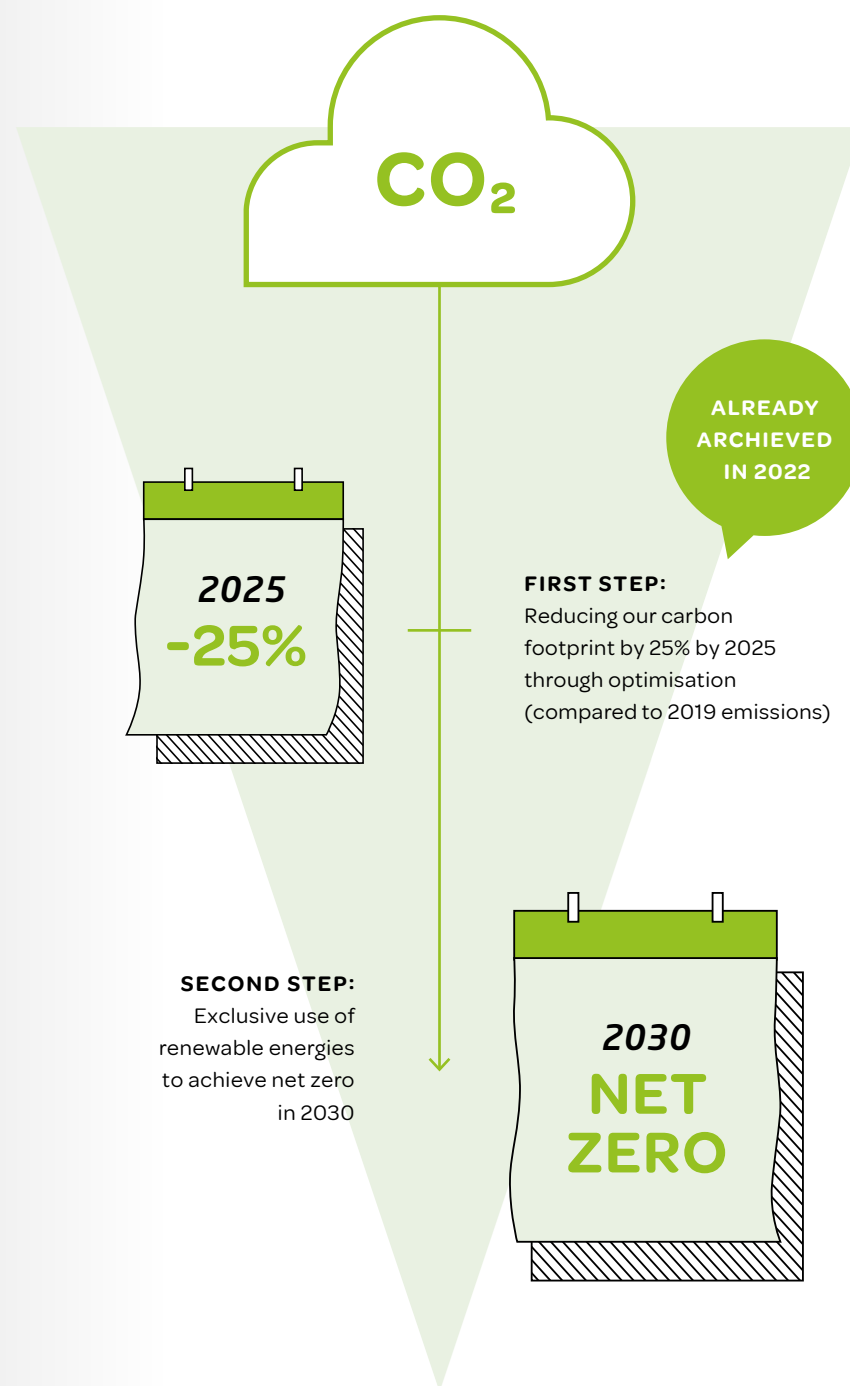 CO₂
ALREADY
ARCHIEVED
IN 2022
2025
-25%
FIRST STEP:
Reducing our carbon
footprint by 25% by 2025
through optimisation
(compared to 2019 emissions)
SECOND STEP:
Exclusive use of
renewable energies
to achieve net zero
in 2030
2030
NET
ZERO